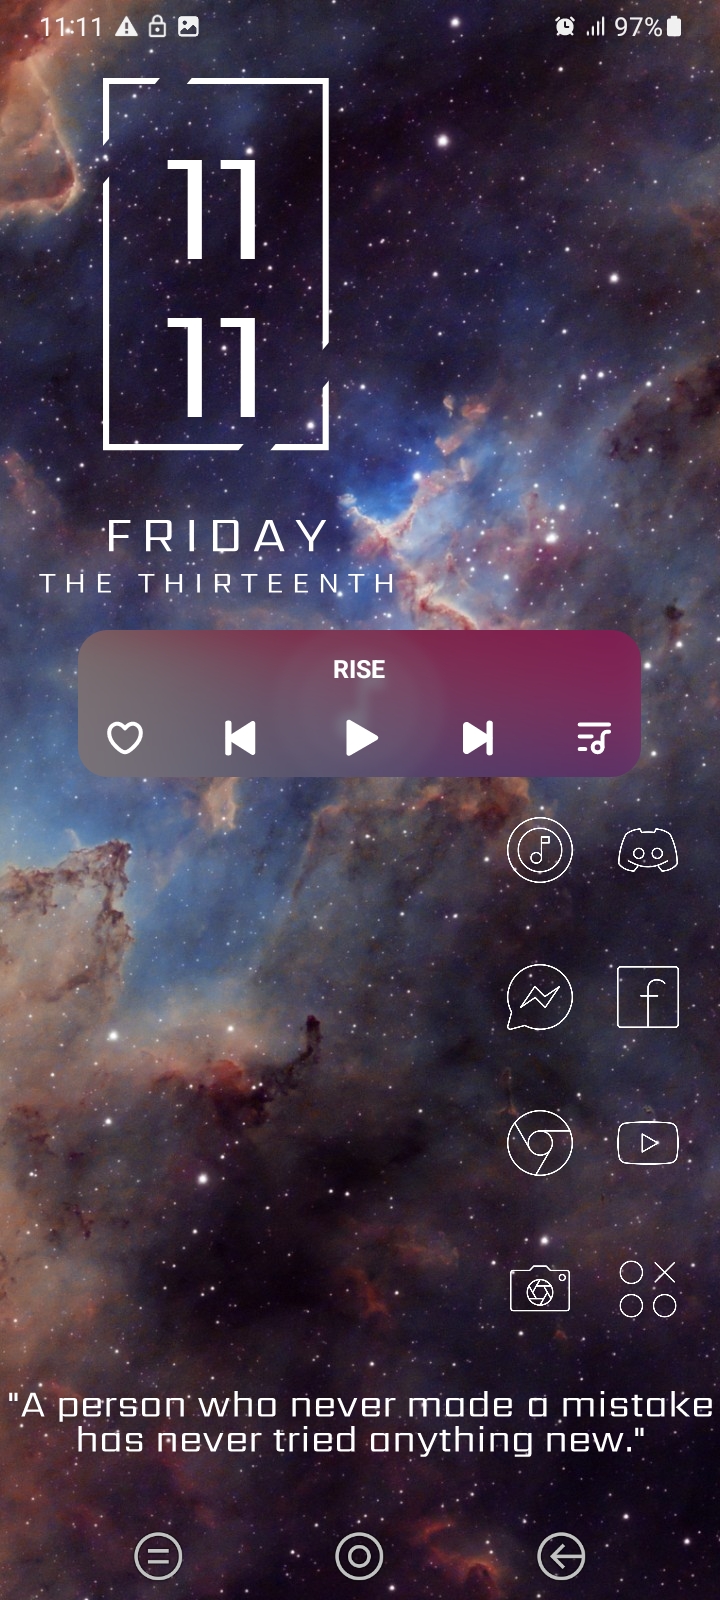 11:11 97%
11
11
FRIDAY
THE THIRTEENTH
RISE
"A person who never made a mistake
has never tried anything new."